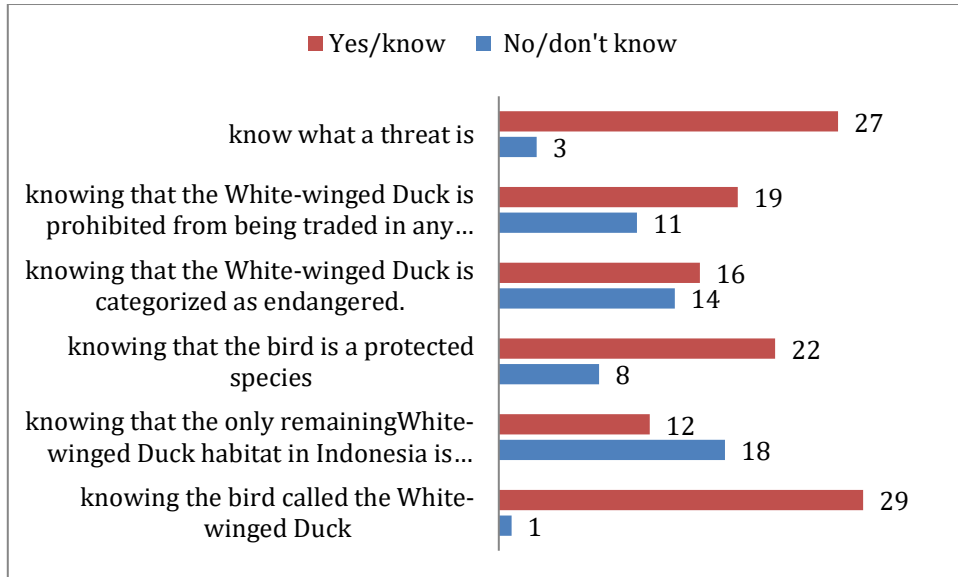 Yes/know No/don't know
know what a threat is
27
3
knowing that the White-winged Duck is
prohibited from being traded in any...
19
11
knowing that the White-winged Duck is
categorized as endangered.
16
14
knowing that the bird is a protected
species
22
8
knowing that the only remainingWhite-
winged Duck habitat in Indonesia is...
12
18
knowing the bird called the White-
winged Duck
29
1